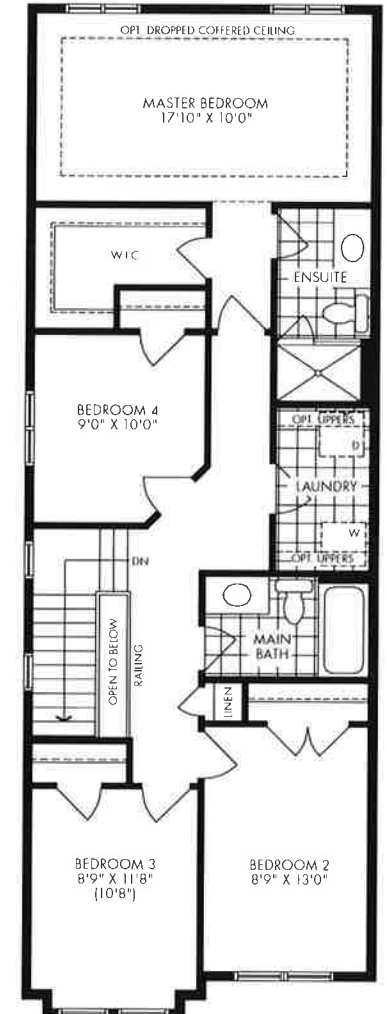 OPT. DROPPED COFFERED CEILING
MASTER BEDROOM
17'10" X 10'0"
WIC
ENSUITE
BEDROOM 4
9'0" X 10'0"
OPT. UPPERS
D
LAUNDRY
W
OPT. UPPERS
DN
OPEN TO BELOW
RAILING
MAIN
BATH
LINEN
BEDROOM 3
8'9" X 11'8"
(10'8")
BEDROOM 2
8'9" X 13'0"